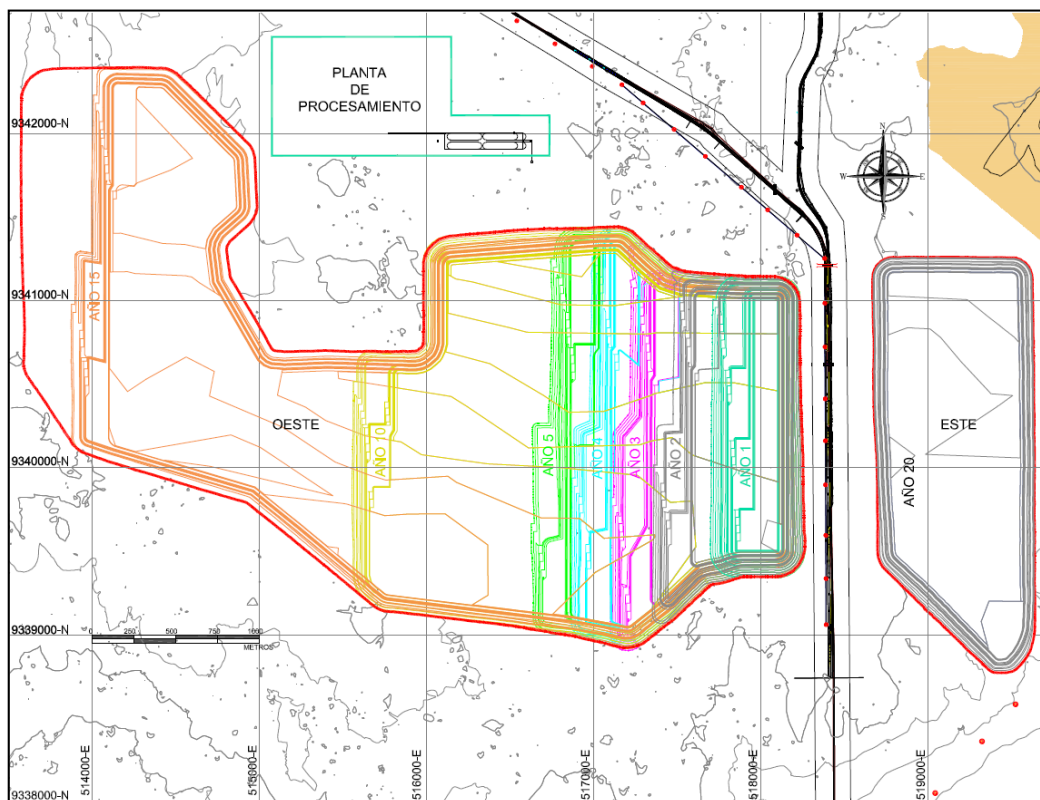 PLANTA
DE
PROCESAMIENTO
9342000-N
N
W
E
S
9341000-N
AÑO 15
OESTE
AÑO 10
AÑO 5
AÑO 4
AÑO 3
AÑO 2
AÑO 1
ESTE
AÑO 20
9340000-N
9339000-N
0 250 500 750 1000
METROS
514000-E
515000-E
516000-E
517000-E
518000-E
519000-E
9338000-N